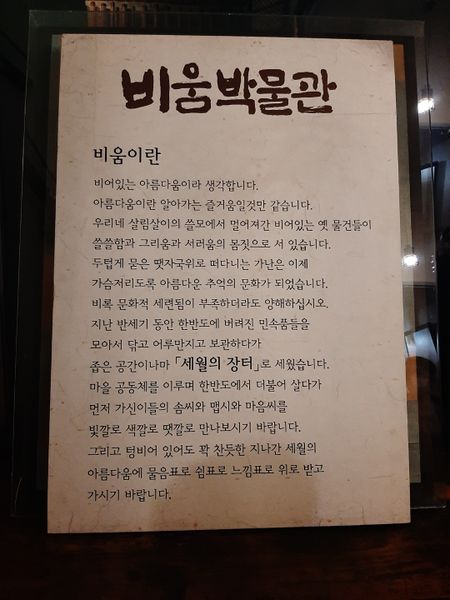 비움박물관
비움이란
비어있는 아름다움이라 생각합니다.
아름다움이란 알아가는 즐거움일것만 같습니다.
우리네 살림살이의 쓸모에서 멀어져간 비어있는 옛 물건들이
쓸쓸함과 그리움과 서러움의 몸짓으로 서 있습니다.
두텁게 묻은 땟자국위로 떠다니는 가난은 이제
가슴저리도록 아름다운 추억의 문화가 되었습니다.
비록 문화적 세련됨이 부족하더라도 양해하십시오.
지난 반세기 동안 한반도에 버려진 민속품들을
모아서 닦고 어루만지고 보관하다가
좁은 공간이나마 「세월의 장터」로 세웠습니다.
마을 공동체를 이루며 한반도에서 더불어 살다가
먼저 가신이들의 솜씨와 맵시와 마음씨를
빛깔로 색깔로 땟깔로 만나보시기 바랍니다.
그리고 텅비어 있어도 꽉 찬듯한 지나간 세월의
아름다움에 물음표로 쉼표로 느낌표로 위로 받고
가시기 바랍니다.